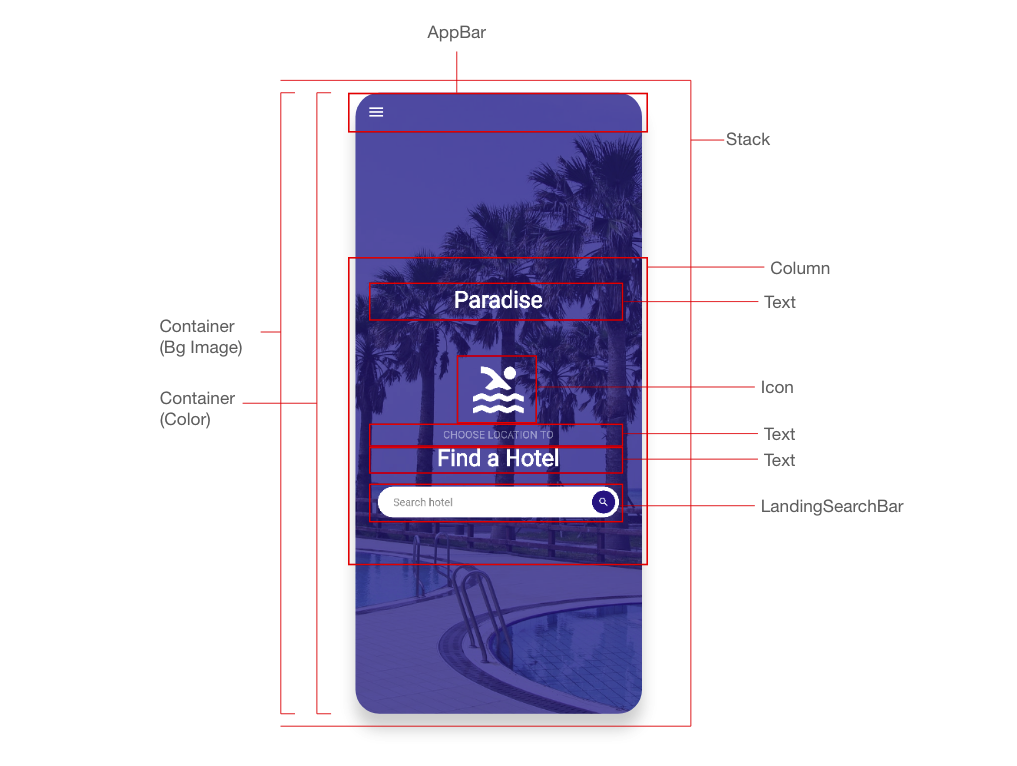 AppBar
Stack
Column
Paradise
Text
Container
(Bg Image)
Icon
Container
(Color)
CHOOSE LOCATION TO
Text
Find a Hotel
Text
Search hotel
LandingSearchBar